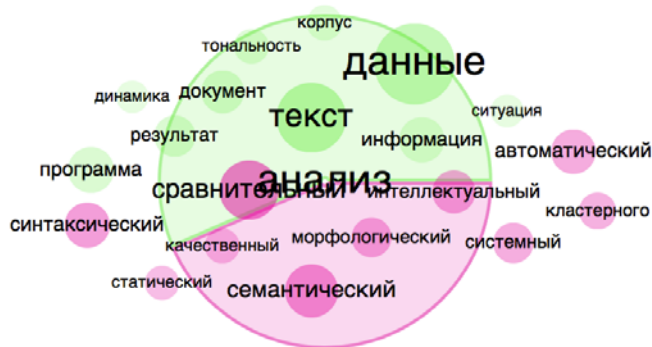 корпус
тональность
данные
динамика
документ
текст
ситуация
результат
информация
автоматический
программа
анализ
сравнительный
интеллектуальный
синтаксический
кластерного
качественный
морфологический
системный
статический
семантический